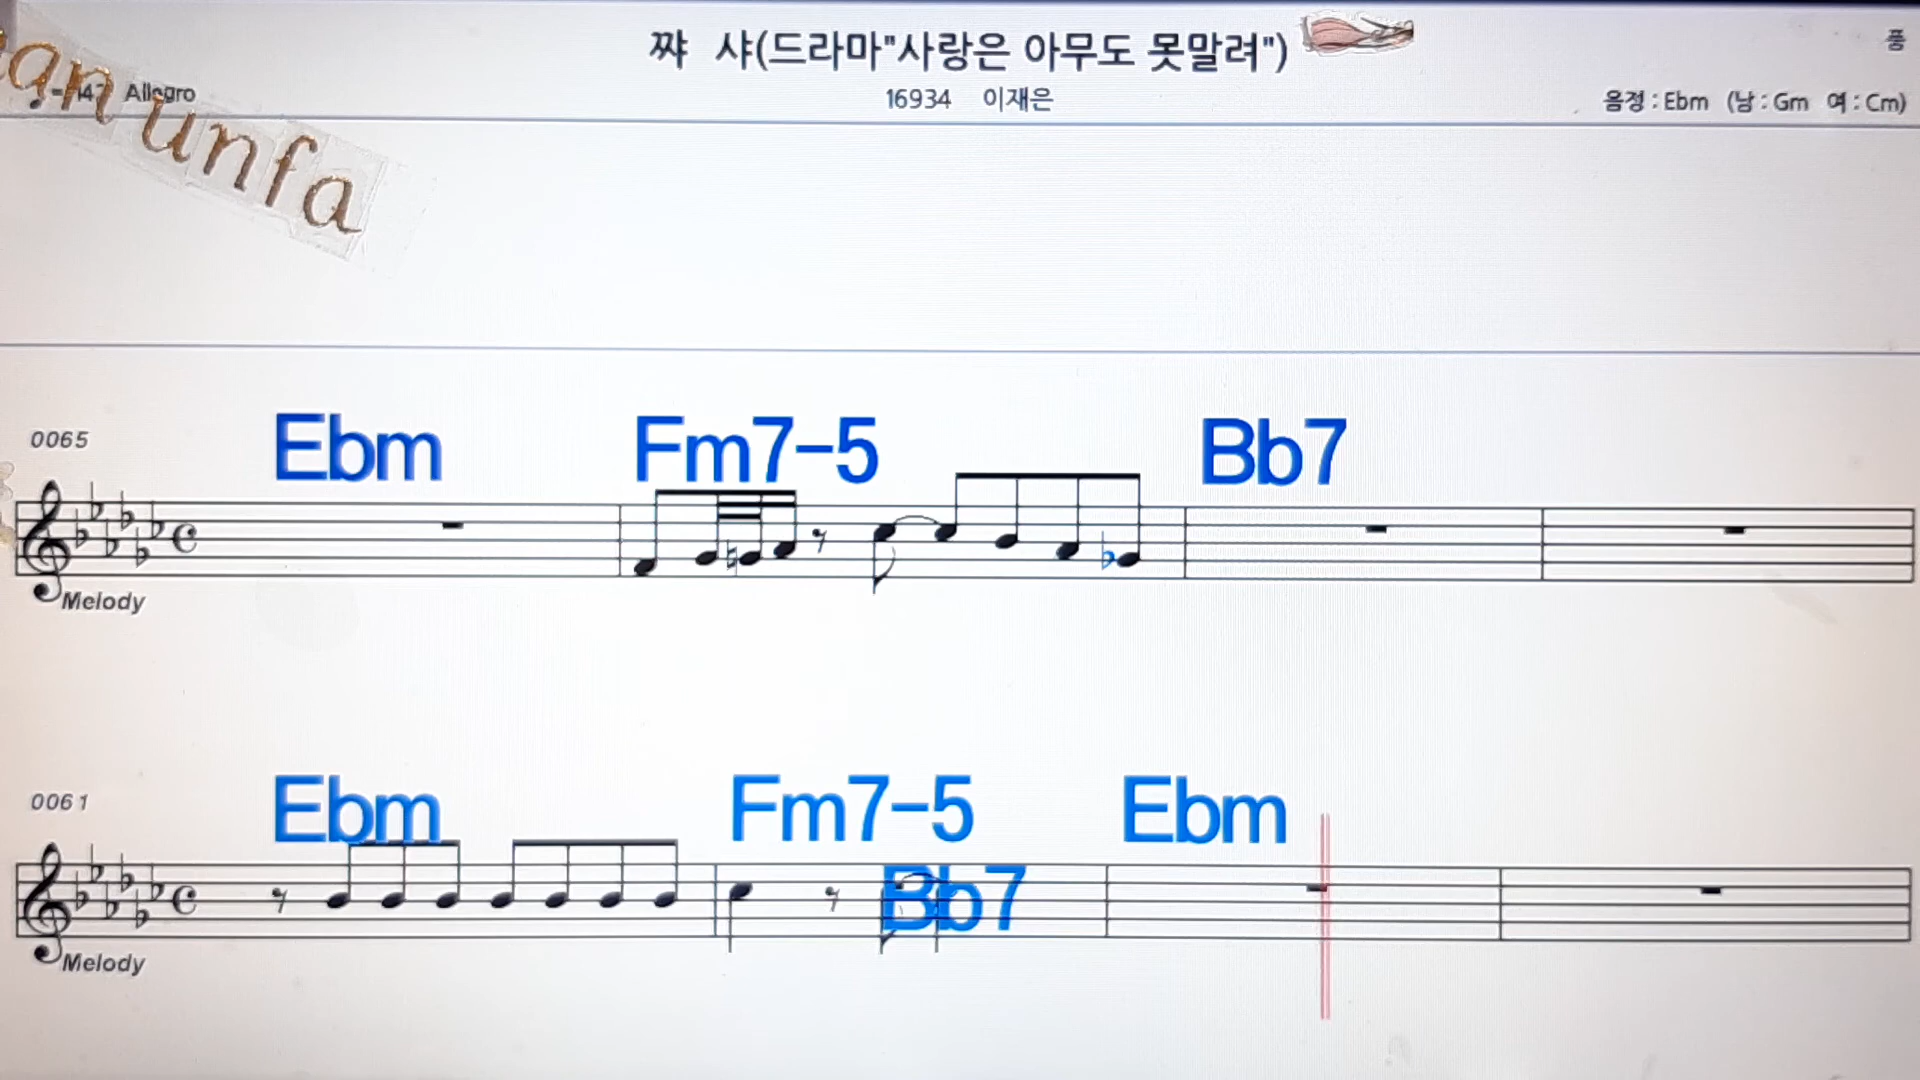 짜 샤(드라마"사랑은 아무도 못말려")
품
Allegro
16934 이재은
음정 : Ebm (남 : Gm 여 : Cm)
an unfa
0065
Ebm Fm7-5 Bb7
Melody
0061
Ebm Fm7-5 Ebm
Bb7
Melody